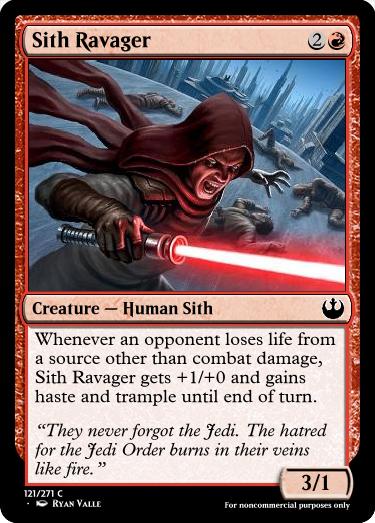 Sith Ravager 2
Creature — Human Sith
Whenever an opponent loses life from
a source other than combat damage,
Sith Ravager gets +1/+0 and gains
haste and trample until end of turn.
“They never forgot the Jedi. The hatred
for the Jedi Order burns in their veins
like fire.”
3/1
121/271 C
· Ryan Valle
For noncommercial purposes only